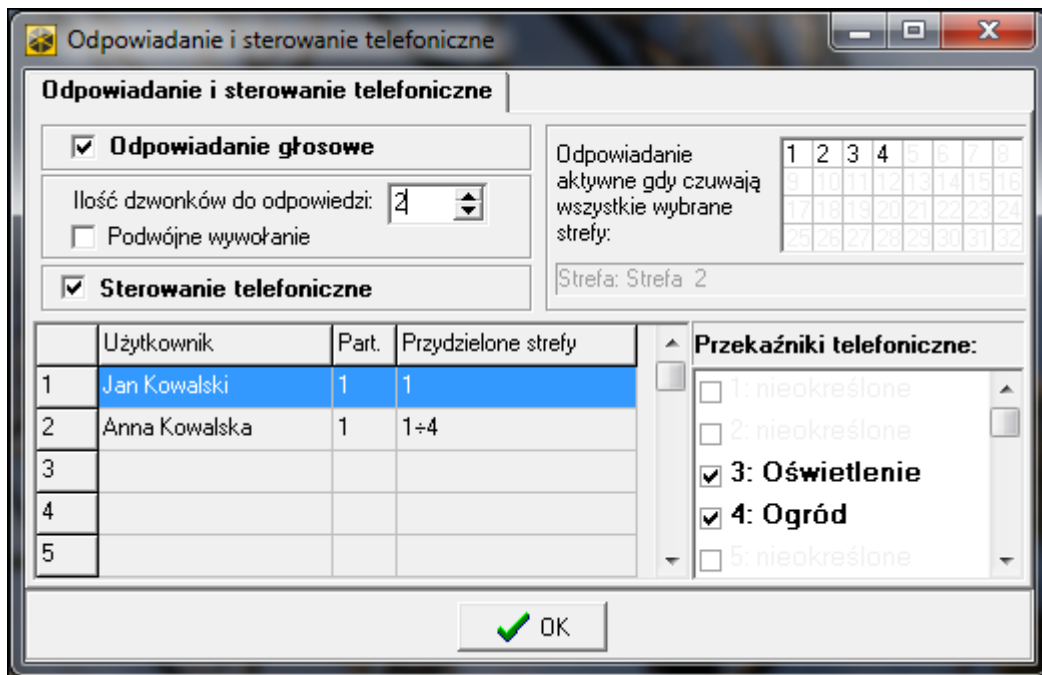 Odpowiadanie i sterowanie telefoniczne
Odpowiadanie i sterowanie telefoniczne
Odpowiadanie głosowe
Ilość dzwonków do odpowiedzi: 2
Podwójne wywołanie
Sterowanie telefoniczne
Odpowiadanie
aktywne gdy czuwają
wszystkie wybrane
strefy:
1 2 3 4 5 6 7 8
9 10 11 12 13 14 15 16
17 18 19 20 21 22 23 24
25 26 27 28 29 30 31 32
Strefa: Strefa 2
Użytkownik Part. Przydzielone strefy
1 Jan Kowalski 1 1
2 Anna Kowalska 1 1÷4
3
4
5
Przekaźniki telefoniczne:
1: nieokreślone
2: nieokreślone
3: Oświetlenie
4: Ogród
5: nieokreślone
OK